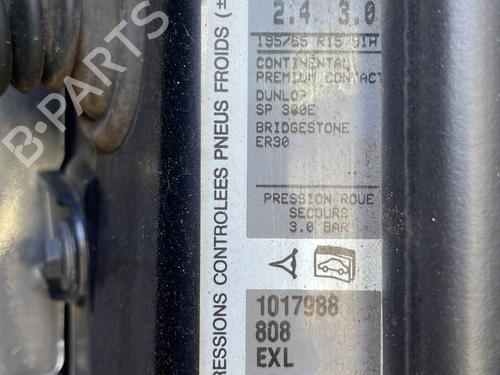 2.4 3.0
195/65 R15 91H
CONTINENTAL
PREMIUM CONTACT
DUNLOP
SP 300E
BRIDGESTONE
ER30
PRESSION ROUE
SECOURS
3.0 BAR
1017988
808
EXL
RESSIONS CONTROLEES PNEUS FROIDS (±
B-PARTS